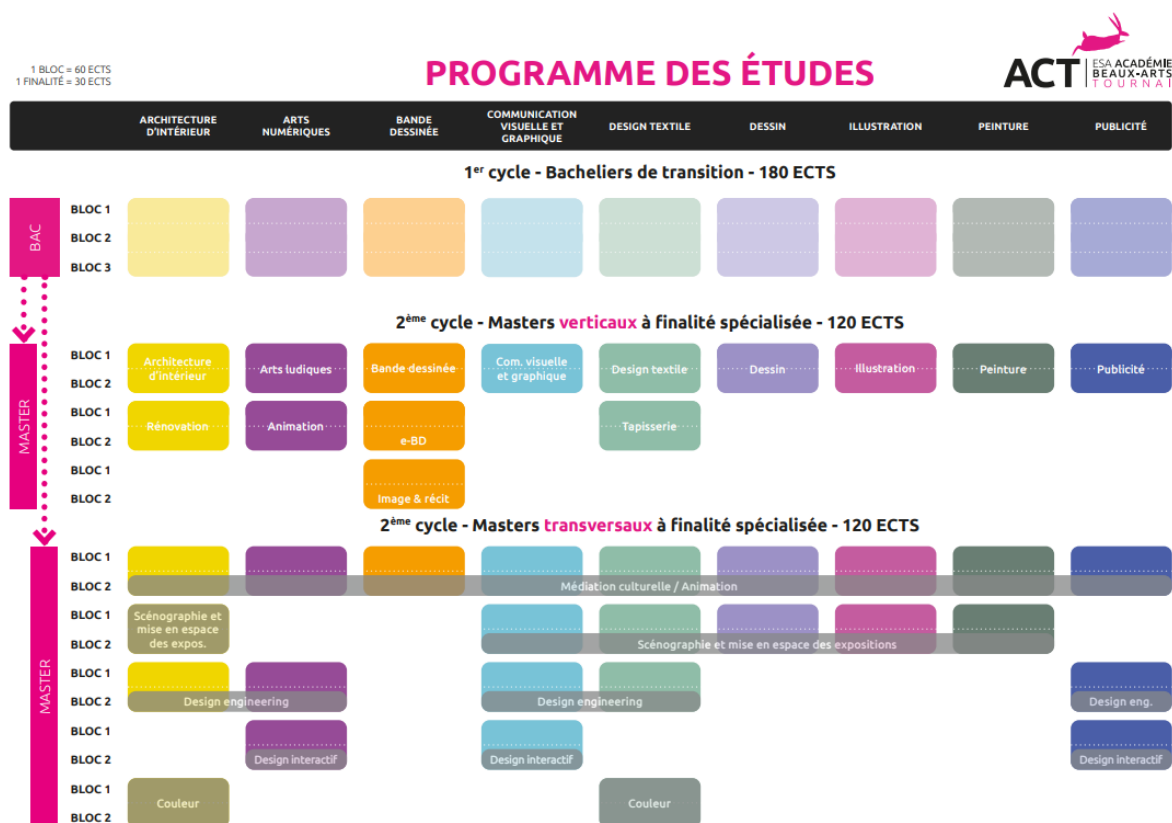 1 BLOC = 60 ECTS
1 FINALITÉ = 30 ECTS
PROGRAMME DES ÉTUDES
ACT
ESA ACADÉMIE
BEAUX-ARTS
TOURNAI
ARCHITECTURE
D'INTÉRIEUR
ARTS
NUMÉRIQUES
BANDE
DESSINÉE
COMMUNICATION
VISUELLE ET
GRAPHIQUE
DESIGN TEXTILE
DESSIN
ILLUSTRATION
PEINTURE
PUBLICITÉ
1er cycle - Bacheliers de transition - 180 ECTS
BAC
BLOC 1
BLOC 2
BLOC 3
2ème cycle - Masters verticaux à finalité spécialisée - 120 ECTS
MASTER
BLOC 1
BLOC 2
Architecture
d'intérieur
Arts ludiques
Bande dessinée
Com. visuelle
et graphique
Design textile
Dessin
Illustration
Peinture
Publicité
BLOC 1
BLOC 2
Rénovation
Animation
e-BD
Tapisserie
BLOC 1
BLOC 2
Image & récit
2ème cycle - Masters transversaux à finalité spécialisée - 120 ECTS
MASTER
BLOC 1
BLOC 2
Médiation culturelle / Animation
BLOC 1
BLOC 2
Scénographie et
mise en espace
des expos.
Scénographie et mise en espace des expositions
BLOC 1
BLOC 2
Design engineering
Design engineering
Design eng.
BLOC 1
BLOC 2
Design interactif
Design interactif
Design interactif
BLOC 1
BLOC 2
Couleur
Couleur